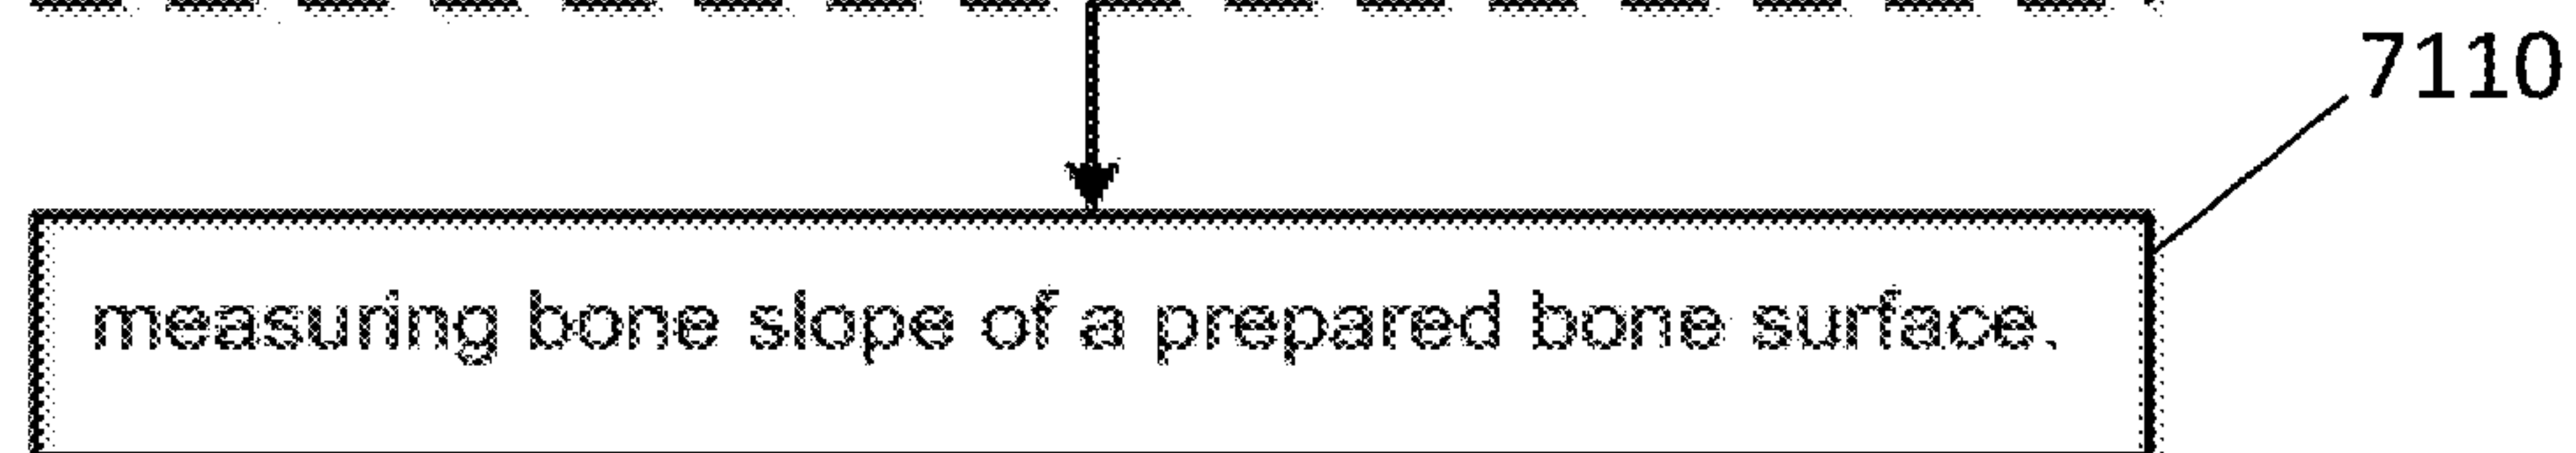 7110
measuring bone slope of a prepared bone surface.